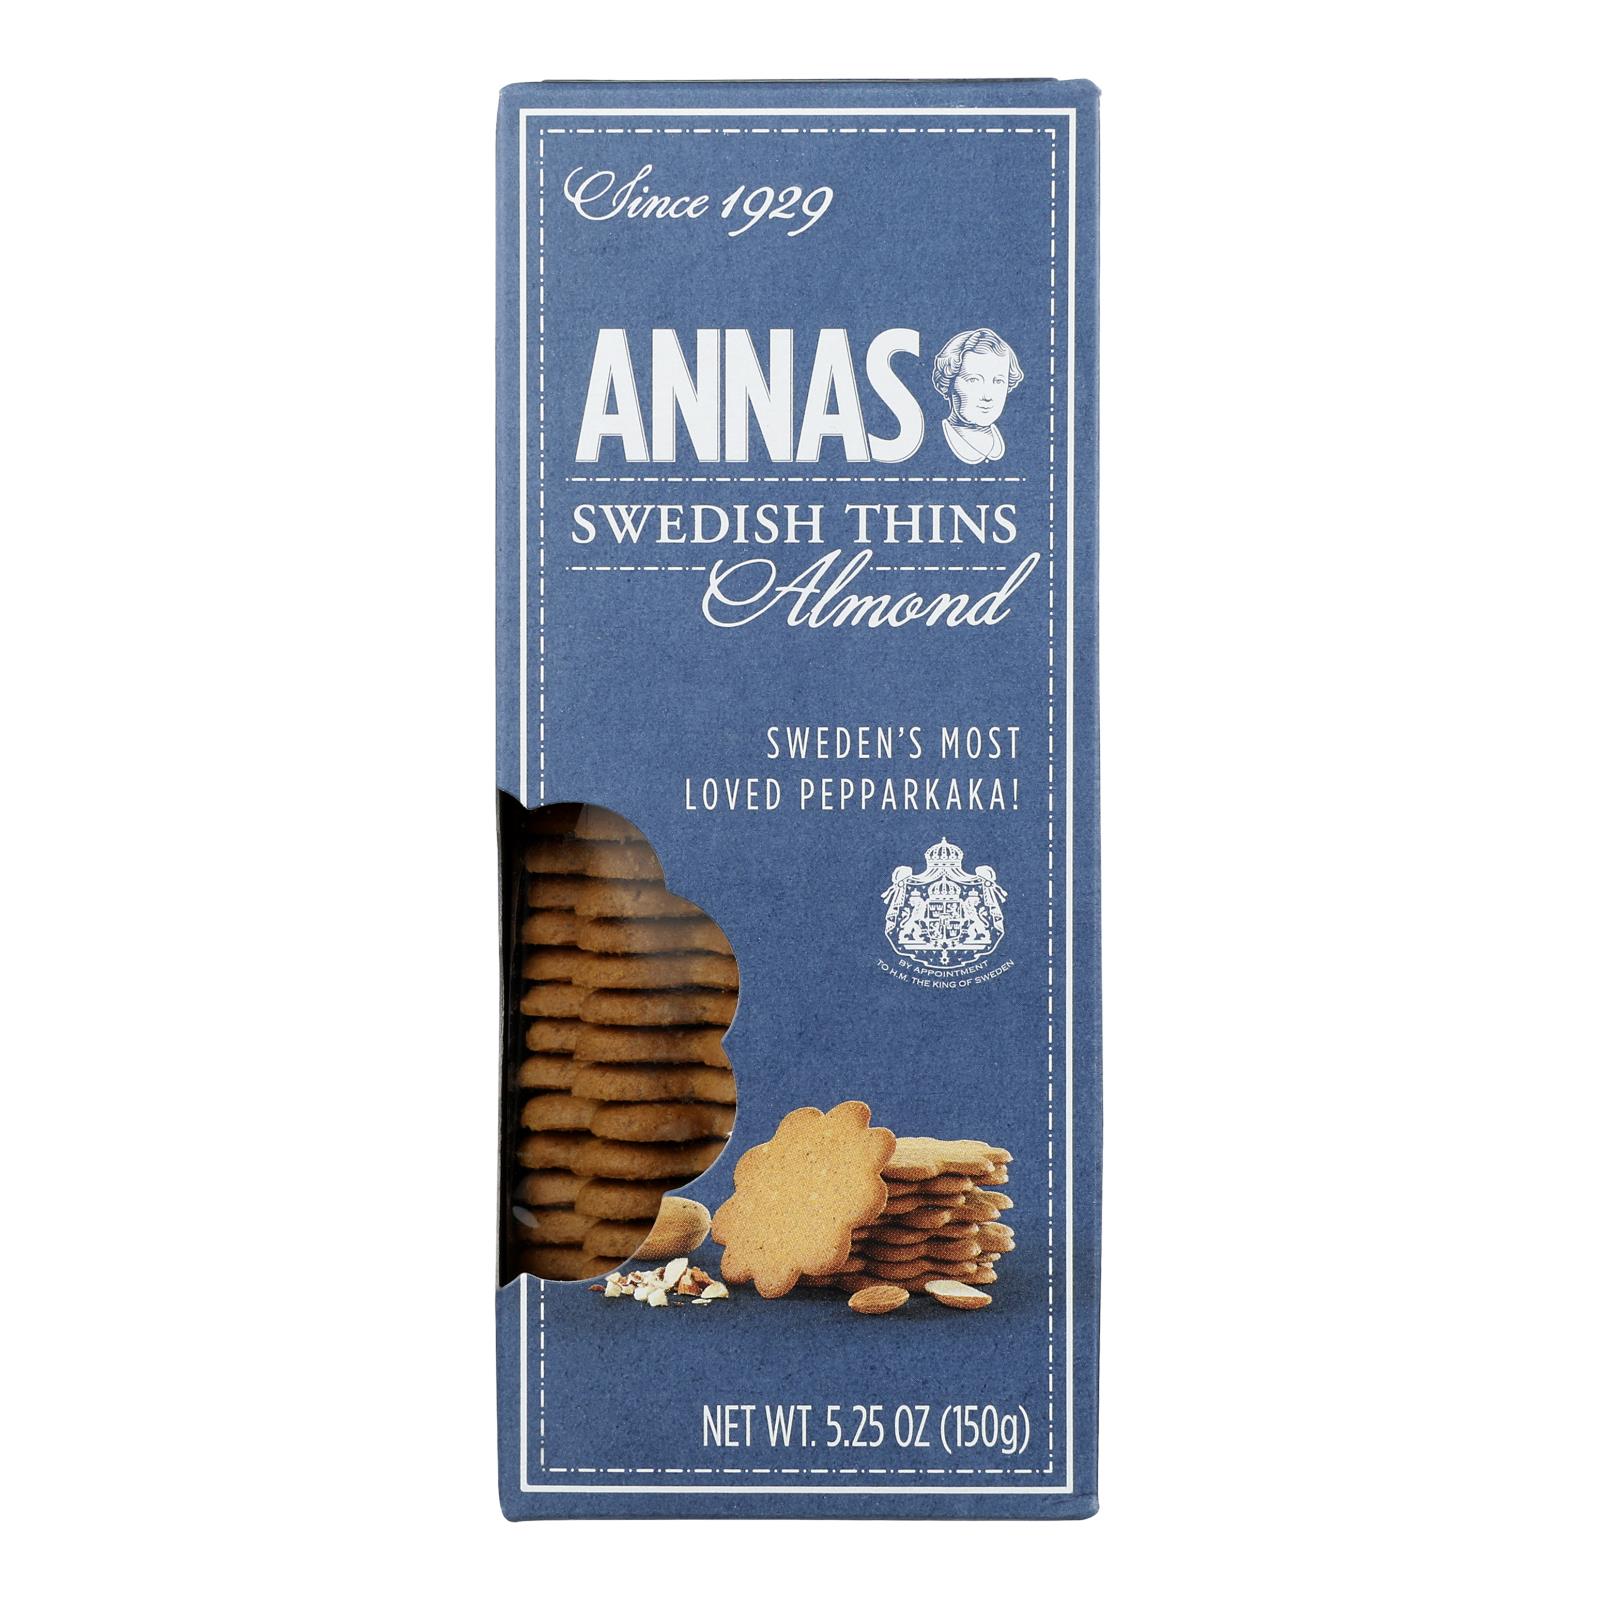 Since 1929
ANNAS
SWEDISH THINS
Almond
SWEDEN'S MOST
LOVED PEPPARKAKA!
BY APPOINTMENT
TO H.M. THE KING OF SWEDEN
NET WT. 5.25 OZ (150g)